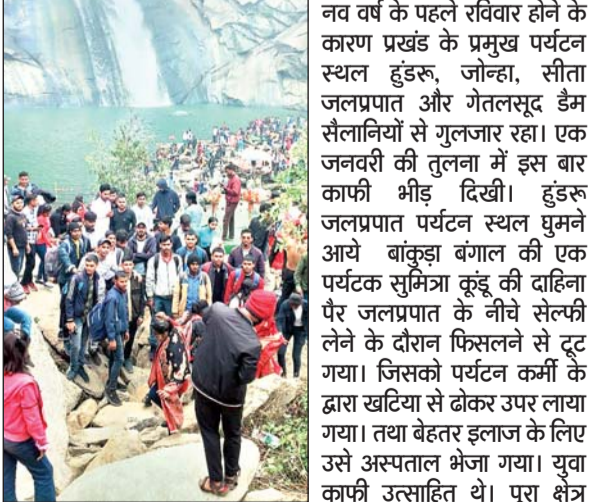 नव वर्ष के पहले रविवार होने के
कारण प्रखंड के प्रमुख पर्यटन
स्थल हुंडरू, जोन्हा, सीता
जलप्रपात और गेतलसूद डैम
सैलानियों से गुलजार रहा। एक
जनवरी की तुलना में इस बार
काफी भीड़ दिखी। हुंडरू
जलप्रपात पर्यटन स्थल घुमने
आये बांकुड़ा बंगाल की एक
पर्यटक सुमित्रा कूंडू की दाहिना
पैर जलप्रपात के नीचे सेल्फी
लेने के दौरान फिसलने से टूट
गया। जिसको पर्यटन कर्मी के
द्वारा खटिया से ढोकर उपर लाया
गया। तथा बेहतर इलाज के लिए
उसे अस्पताल भेजा गया। युवा
काफी उत्साहित थे। पूरा क्षेत्र